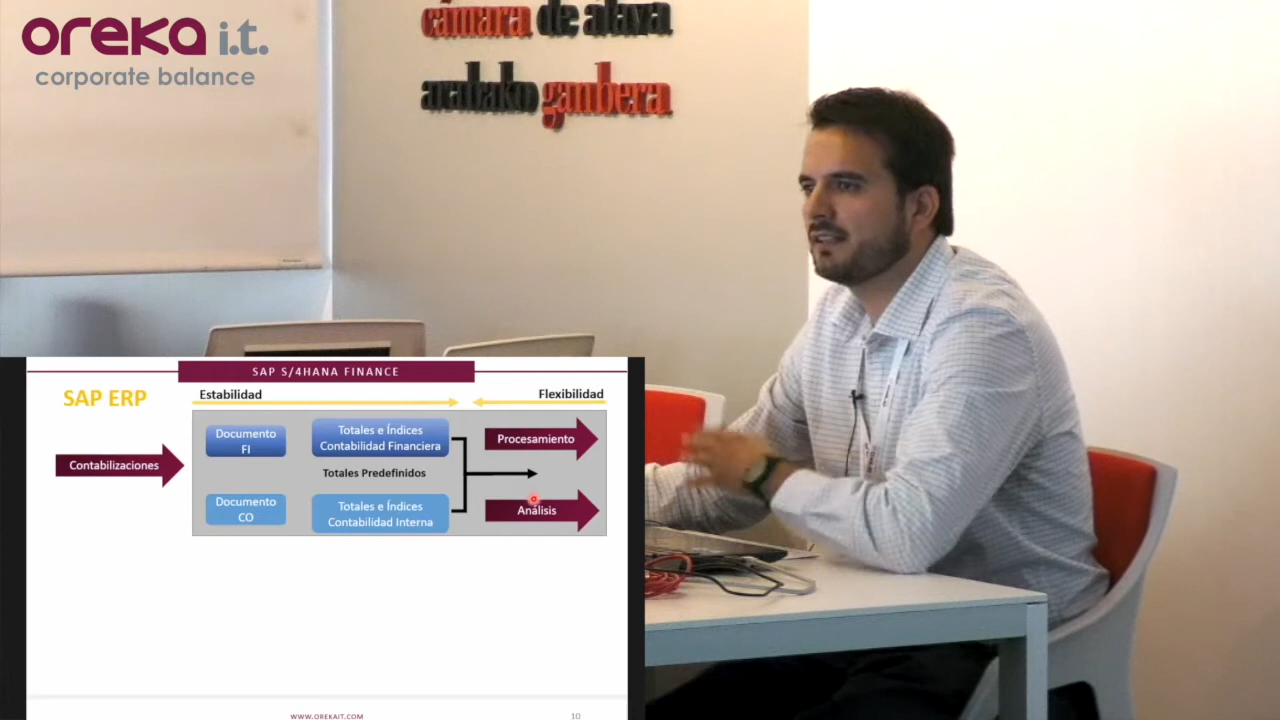 oreka i.t.
corporate balance
cámara de álava
arabako ganbera
SAP S/4HANA FINANCE
SAP ERP
Estabilidad
Flexibilidad
Contabilizaciones
Documento
FI
Totales e Índices
Contabilidad Financiera
Procesamiento
Totales Predefinidos
Documento
CO
Totales e Índices
Contabilidad Interna
Análisis
WWW.OREKAIT.COM
10